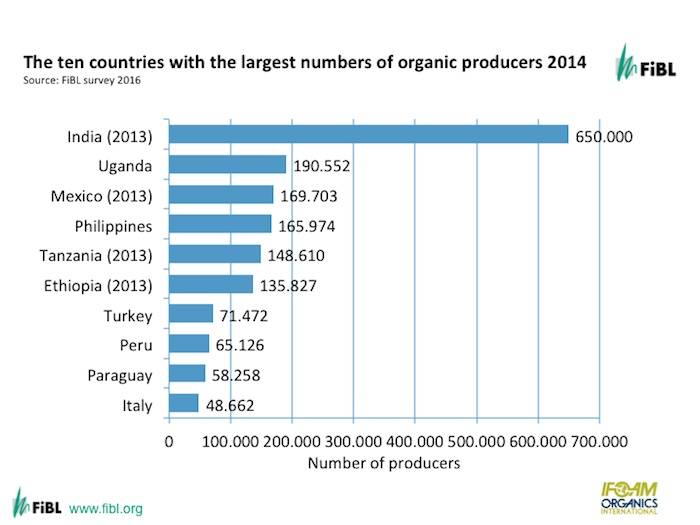 The ten countries with the largest numbers of organic producers 2014
Source: FiBL survey 2016
FiBL
India (2013) 650.000
Uganda 190.552
Mexico (2013) 169.703
Philippines 165.974
Tanzania (2013) 148.610
Ethiopia (2013) 135.827
Turkey 71.472
Peru 65.126
Paraguay 58.258
Italy 48.662
0 100.000 200.000 300.000 400.000 500.000 600.000 700.000
Number of producers
FiBL www.fibl.org
IFOAM
ORGANICS
INTERNATIONAL